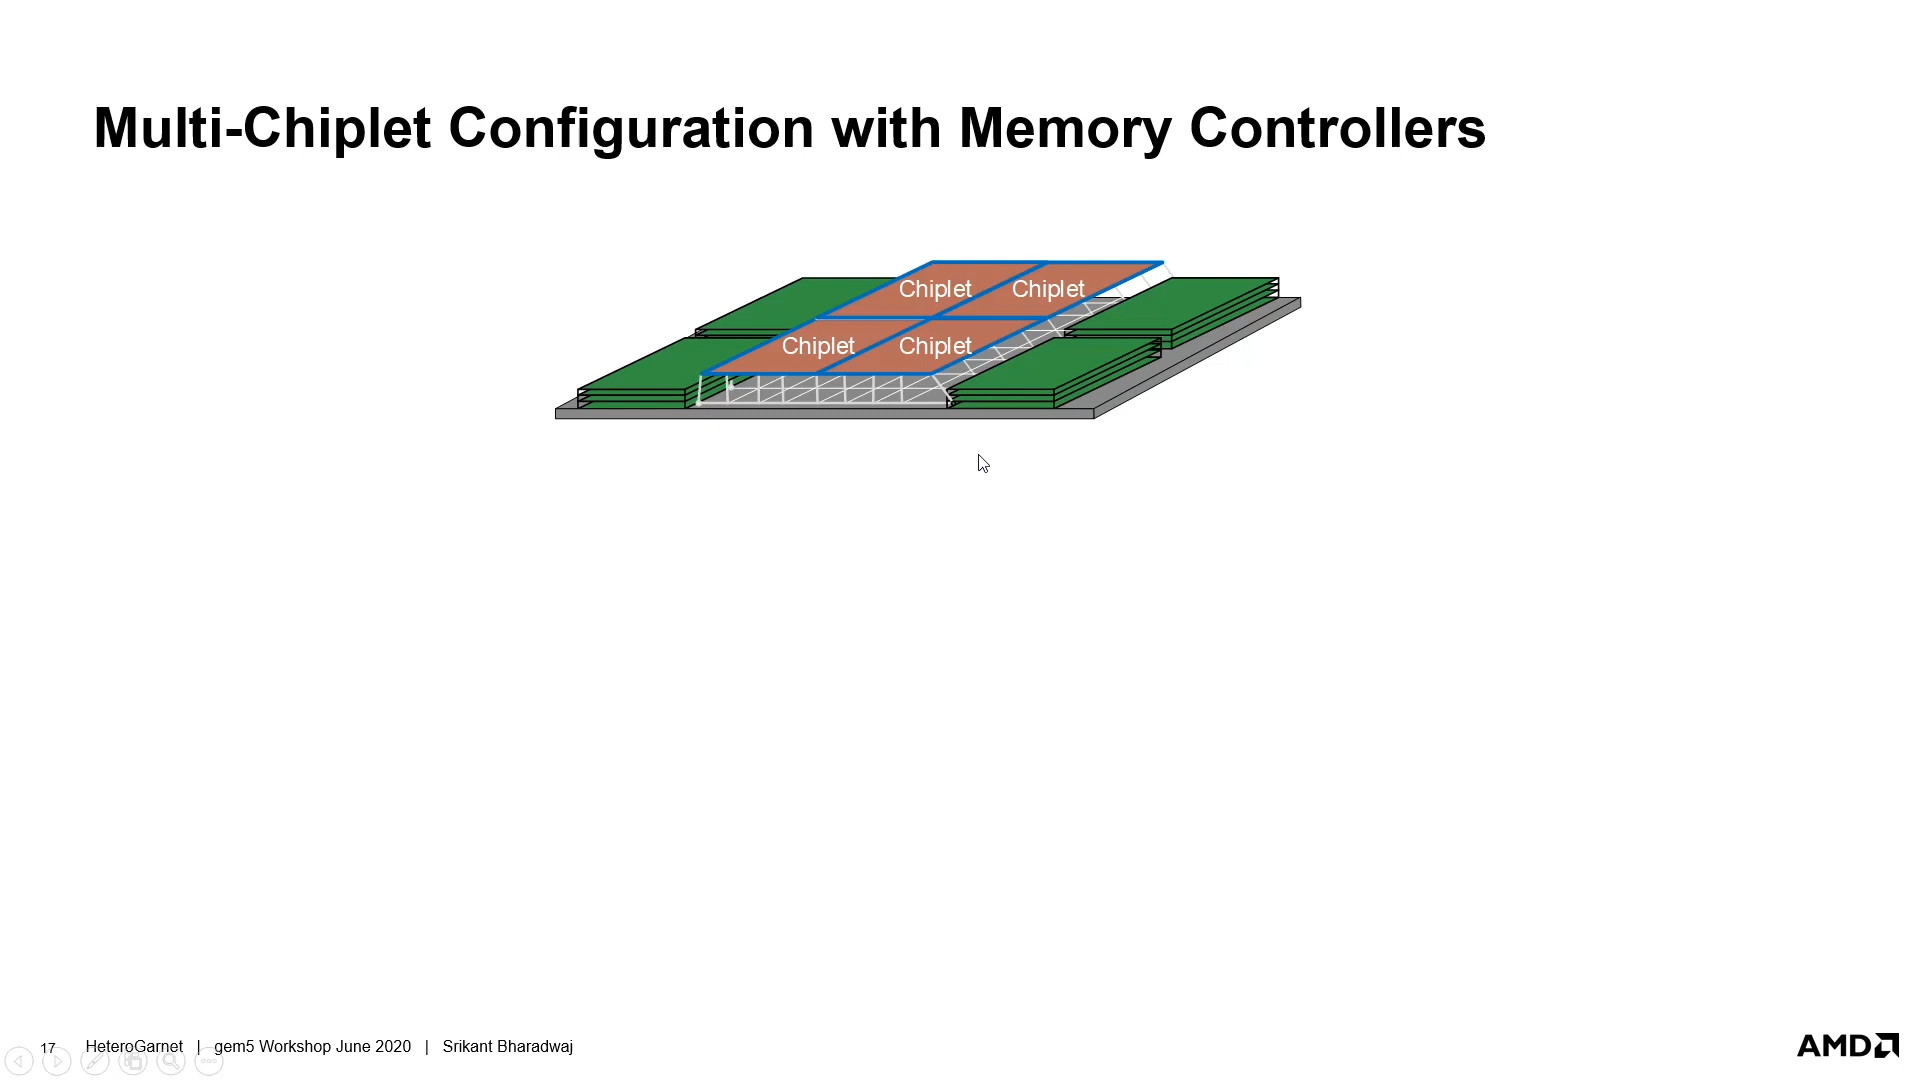 Multi-Chiplet Configuration with Memory Controllers
Chiplet Chiplet
Chiplet Chiplet
17 HeteroGarnet | gem5 Workshop June 2020 | Srikant Bharadwaj
AMD